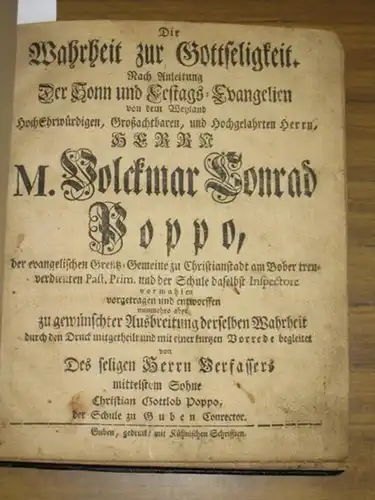 Die
Wahrheit zur Gottseligkeit.
Nach Anleitung
Der Sonn und Festags-Evangelien
von dem Weyland
HochEhrwürdigen, Großachtbaren, und Hochgelahrten Herrn,
HERRN
M. Volckmar Conrad
Poppo,
der evangelischen Grentz-Gemeine zu Christianstadt am Bober treu-
verdienten Past. Prim. und der Schule daselbst Inspectore
vormahlen
vorgetragen und entworffen
nunmehro aber
zu gewünschter Ausbreitung derselben Wahrheit
durch den Druck mitgetheilt und mit einer kurtzen Vorrede begleitet
von
Des seligen Herrn Verfassers
mittelstem Sohne
Christian Gottlob Poppo,
der Schule zu Guben Conrector.
Guben, gedruckt mit Kühnischen Schrifften.